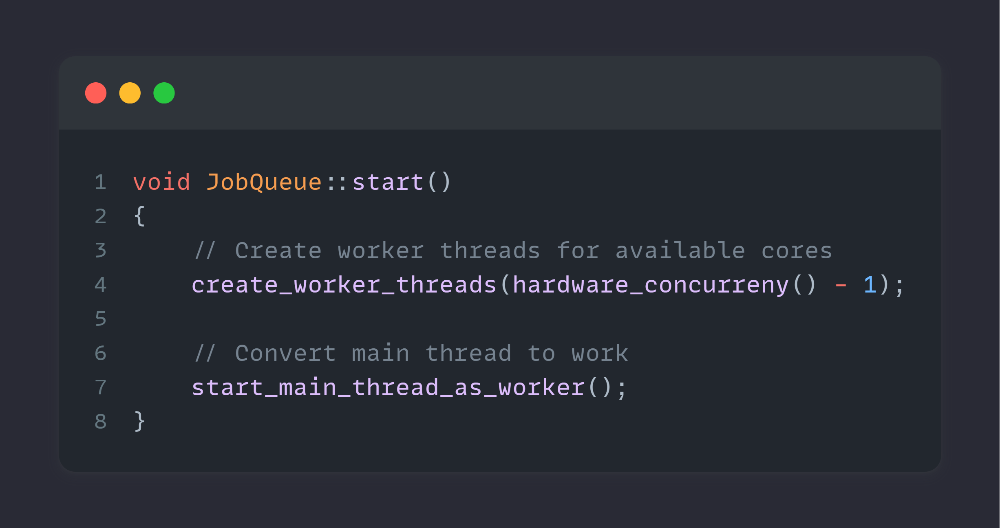 1 void JobQueue::start()
2 {
3     // Create worker threads for available cores
4     create_worker_threads(hardware_concurreny() - 1);
5
6     // Convert main thread to work
7     start_main_thread_as_worker();
8 }